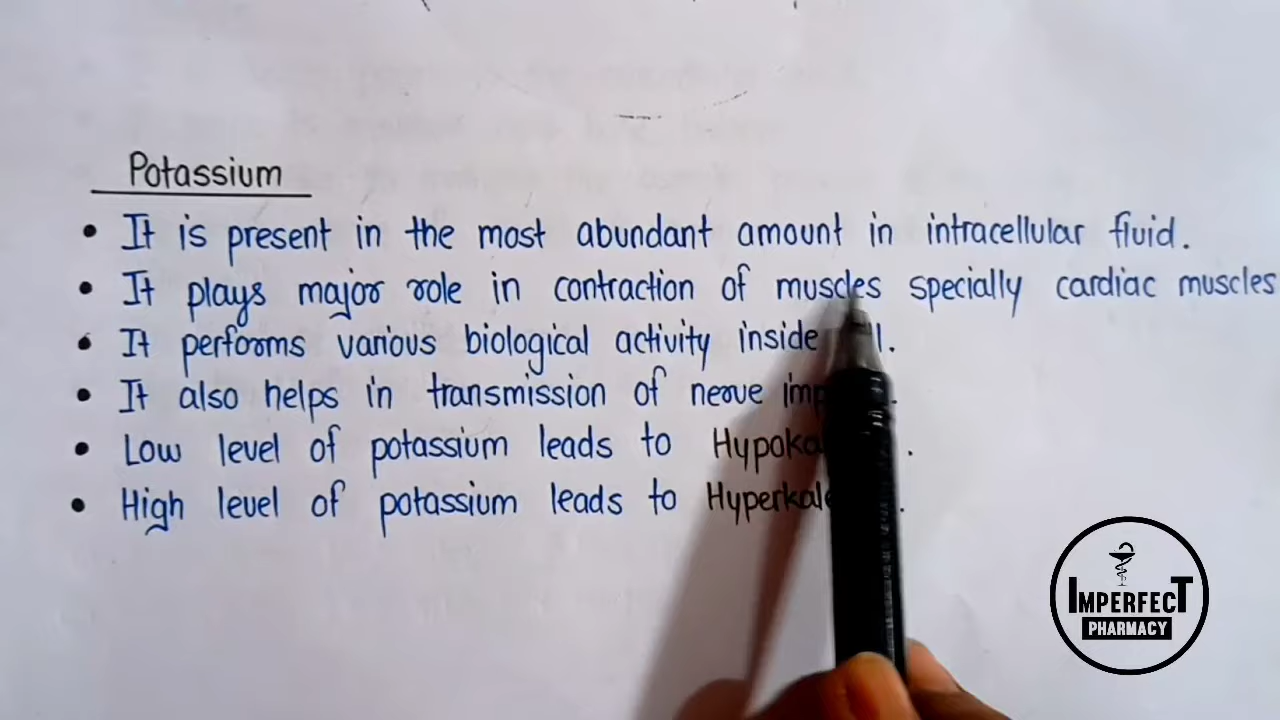 Potassium
• It is present in the most abundant amount in intracellular fluid.
• It plays major role in contraction of muscles specially cardiac muscles
• It performs various biological activity inside
• It also helps in transmission of nerve
• Low level of potassium leads to
• High level of potassium leads to
IMPERFECT
PHARMACY